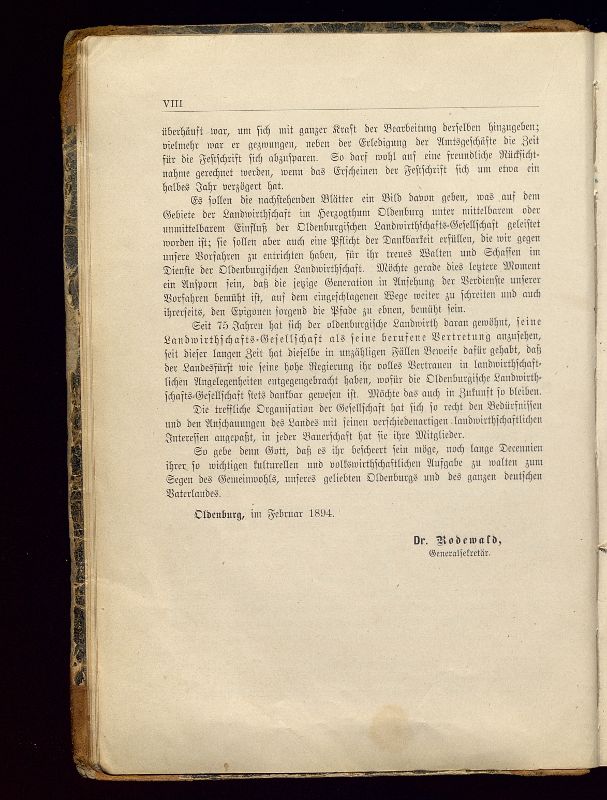 VIII
überhäuft war, um sich mit ganzer Kraft der Bearbeitung derselben hinzugeben;
vielmehr war er gezwungen, neben der Erledigung der Amtsgeschäfte die Zeit
für die Festschrift sich abzusparen. So darf wohl auf eine freundliche Rücksicht-
nahme gerechnet werden, wenn das Erscheinen der Festschrift sich um etwa ein
halbes Jahr verzögert hat.
Es sollen die nachstehenden Blätter ein Bild davon geben, was auf dem
Gebiete der Landwirthschaft im Herzogthum Oldenburg unter mittelbarem oder
unmittelbarem Einfluß der Oldenburgischen Landwirthschafts-Gesellschaft geleistet
worden ist; sie sollen aber auch eine Pflicht der Dankbarkeit erfüllen, die wir gegen
unsere Vorfahren zu entrichten haben, für ihr treues Walten und Schaffen im
Dienste der Oldenburgischen Landwirthschaft. Möchte gerade dies letztere Moment
ein Ansporn sein, daß die jetzige Generation in Ansehung der Verdienste unserer
Vorfahren bemüht ist, auf dem eingeschlagenen Wege weiter zu schreiten und auch
ihrerseits, den Epigonen sorgend die Pfade zu ebnen, bemüht sein.
Seit 75 Jahren hat sich der oldenburgische Landwirth daran gewöhnt, seine
Landwirthschafts-Gesellschaft als seine berufene Vertretung anzusehen,
seit dieser langen Zeit hat dieselbe in unzähligen Fällen Beweise dafür gehabt, daß
der Landesfürst wie seine hohe Regierung ihr volles Vertrauen in landwirthschaft-
lichen Angelegenheiten entgegengebracht haben, wofür die Oldenburgische Landwirth-
schafts-Gesellschaft stets dankbar gewesen ist. Möchte das auch in Zukunft so bleiben.
Die treffliche Organisation der Gesellschaft hat sich so recht den Bedürfnissen
und den Anschauungen des Landes mit seinen verschiedenartigen landwirthschaftlichen
Interessen angepaßt, in jeder Bauerschaft hat sie ihre Mitglieder.
So gebe denn Gott, daß es ihr bescheert sein möge, noch lange Decennien
ihrer so wichtigen kulturellen und volkswirthschaftlichen Aufgabe zu walten zum
Segen des Gemeinwohls, unseres geliebten Oldenburgs und des ganzen deutschen
Vaterlandes.
Oldenburg, im Februar 1894.
Dr. Rodewald,
Generalsekretär.